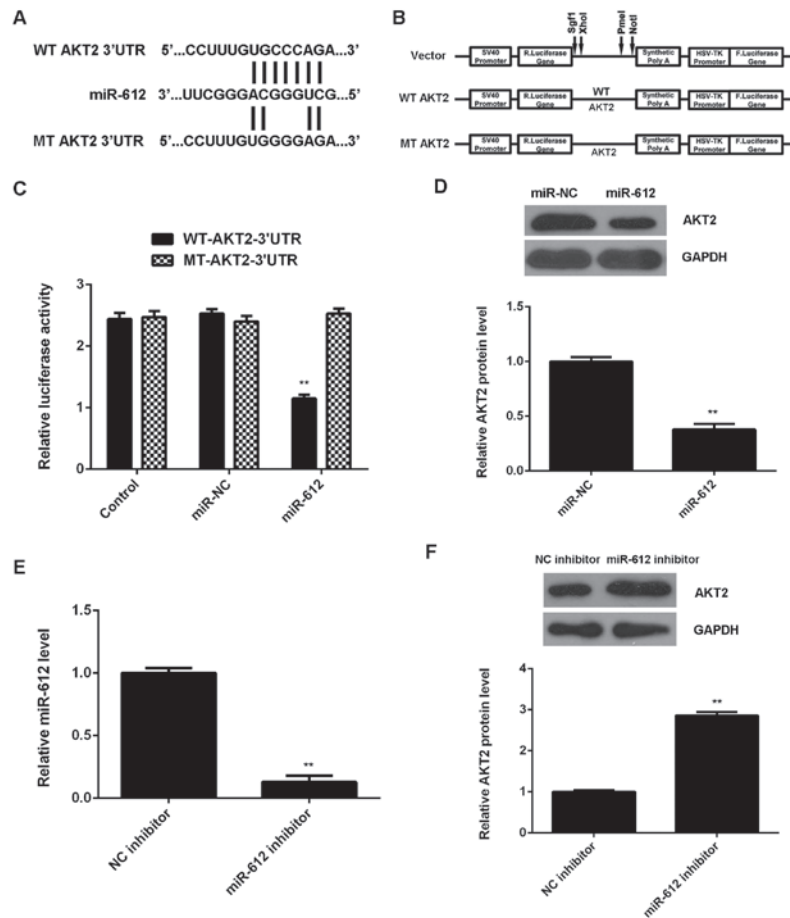 A
WT AKT2 3'UTR 5'...CCUUUGUGCCCAGA...3'
miR-612 3'...UUCGGGACGGGUCG...5'
MT AKT2 3'UTR 5'...CCUUUGUGGGGAGA...3'
B
Sgf1
XhoI
PmeI
NotI
Vector
SV40 Promoter
R.Luciferase Gene
Synthetic Poly A
HSV-TK Promoter
F.Luciferase Gene
WT AKT2
SV40 Promoter
R.Luciferase Gene
WT
AKT2
Synthetic Poly A
HSV-TK Promoter
F.Luciferase Gene
MT AKT2
SV40 Promoter
R.Luciferase Gene
AKT2
Synthetic Poly A
HSV-TK Promoter
F.Luciferase Gene
C
WT-AKT2-3'UTR
MT-AKT2-3'UTR
Relative luciferase activity
3
2
1
0
**
Control
miR-NC
miR-612
D
miR-NC miR-612
AKT2
GAPDH
Relative AKT2 protein level
1.5
1.0
0.5
0.0
**
miR-NC
miR-612
E
Relative miR-612 level
1.5
1.0
0.5
0.0
**
NC inhibitor
miR-612 inhibitor
F
NC inhibitor miR-612 inhibitor
AKT2
GAPDH
Relative AKT2 protein level
4
3
2
1
0
**
NC inhibitor
miR-612 inhibitor